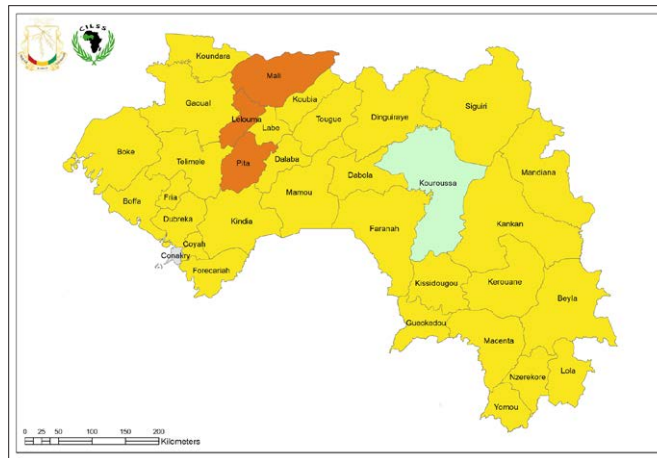 CILSS
Koundara
Mali
Gaoual
Koubia
Lelouma
Labe
Tougue
Dinguiraye
Siguiri
Boke
Telimele
Pita
Dalaba
Dabola
Kouroussa
Mandiana
Boffa
Fria
Mamou
Dubreka
Kindia
Faranah
Kankan
Coyah
Conakry
Forecariah
Kissidougou
Kerouane
Beyla
Gueckedou
Macenta
Nzerekore
Lola
Yomou
0 25 50 100 150 200
Kilometers